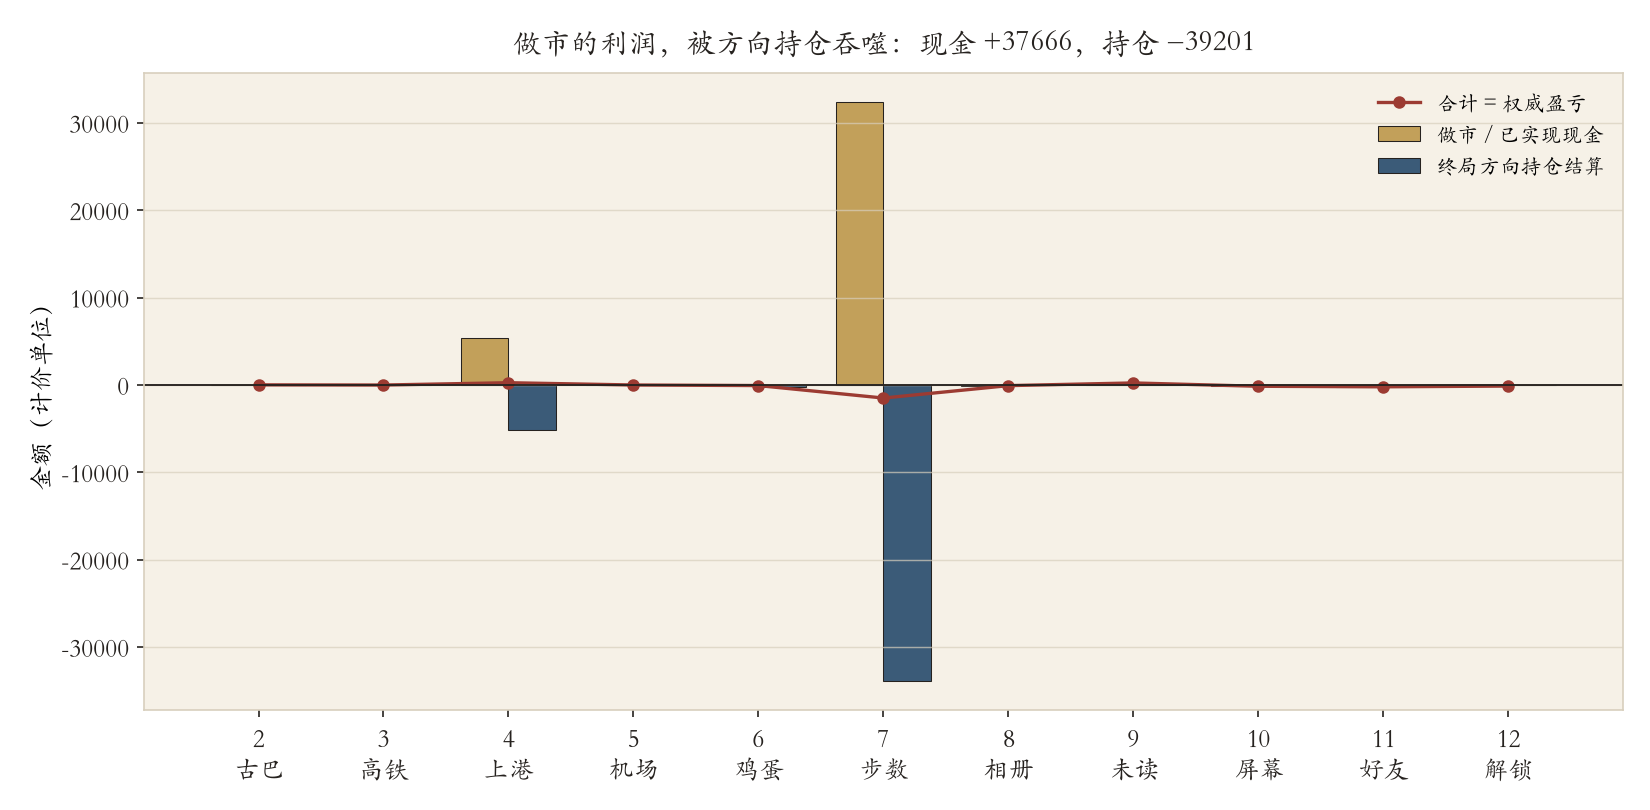 做市的利润，被方向持仓吞噬：现金 +37666，持仓 −39201
合计 = 权威盈亏
做市 / 已实现现金
终局方向持仓结算
金额（计价单位）
30000
20000
10000
0
-10000
-20000
-30000
2
古巴
3
高铁
4
上港
5
机场
6
鸡蛋
7
步数
8
相册
9
未读
10
屏幕
11
好友
12
解锁